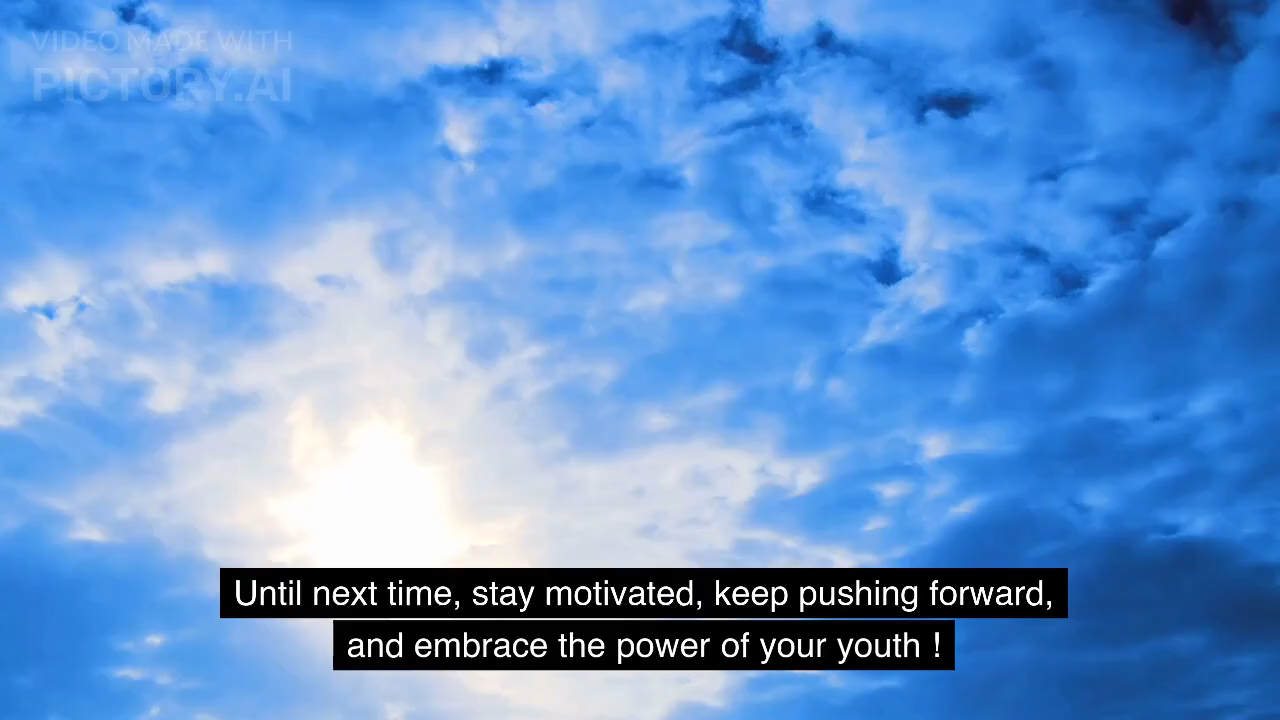 VIDEO MADE WITH
PICTORY.AI
Until next time, stay motivated, keep pushing forward,
and embrace the power of your youth !